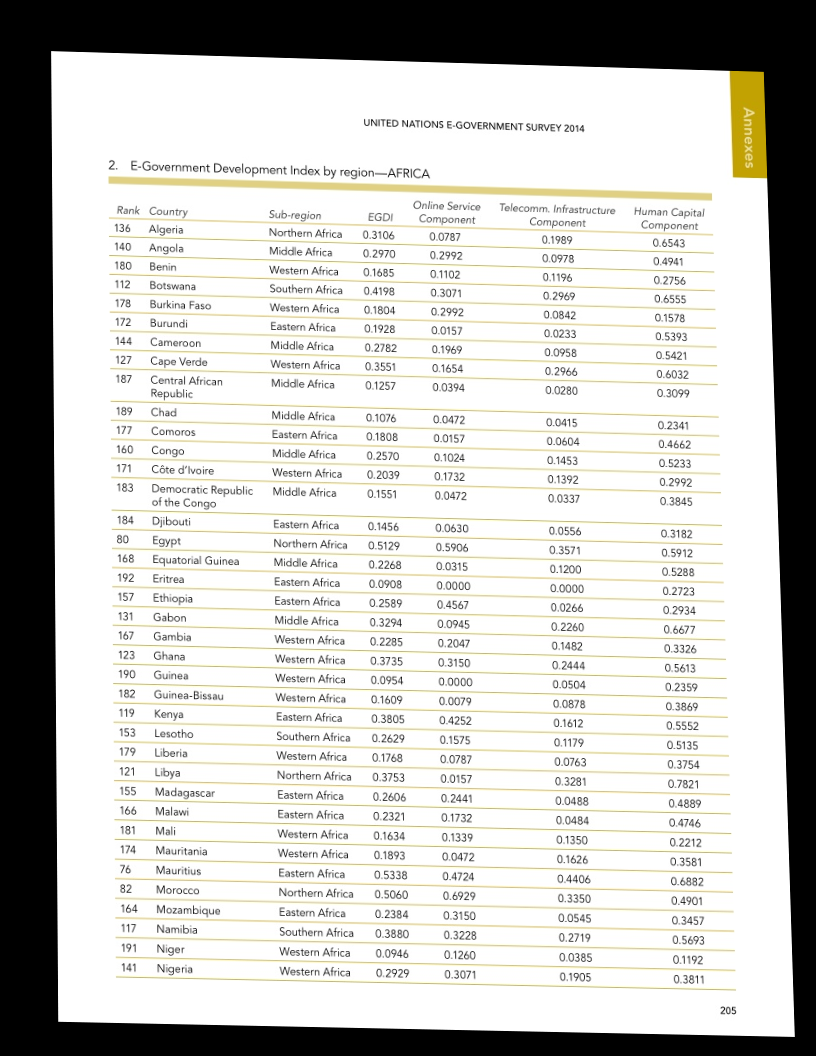 Annexes
UNITED NATIONS E-GOVERNMENT SURVEY 2014
2. E-Government Development Index by region—AFRICA
Rank Country Sub-region EGDI Online Service Component Telecomm. Infrastructure Component Human Capital Component
136 Algeria Northern Africa 0.3106 0.0787 0.1989 0.6543
140 Angola Middle Africa 0.2970 0.2992 0.0978 0.4941
180 Benin Western Africa 0.1685 0.1102 0.1196 0.2756
112 Botswana Southern Africa 0.4198 0.3071 0.2969 0.6555
178 Burkina Faso Western Africa 0.1804 0.2992 0.0842 0.1578
172 Burundi Eastern Africa 0.1928 0.0157 0.0233 0.5393
144 Cameroon Middle Africa 0.2782 0.1969 0.0958 0.5421
127 Cape Verde Western Africa 0.3551 0.1654 0.2966 0.6032
187 Central African Republic Middle Africa 0.1257 0.0394 0.0280 0.3099
189 Chad Middle Africa 0.1076 0.0472 0.0415 0.2341
177 Comoros Eastern Africa 0.1808 0.0157 0.0604 0.4662
160 Congo Middle Africa 0.2570 0.1024 0.1453 0.5233
171 Côte d'Ivoire Western Africa 0.2039 0.1732 0.1392 0.2992
183 Democratic Republic of the Congo Middle Africa 0.1551 0.0472 0.0337 0.3845
184 Djibouti Eastern Africa 0.1456 0.0630 0.0556 0.3182
80 Egypt Northern Africa 0.5129 0.5906 0.3571 0.5912
168 Equatorial Guinea Middle Africa 0.2268 0.0315 0.1200 0.5288
192 Eritrea Eastern Africa 0.0908 0.0000 0.0000 0.2723
157 Ethiopia Eastern Africa 0.2589 0.4567 0.0266 0.2934
131 Gabon Middle Africa 0.3294 0.0945 0.2260 0.6677
167 Gambia Western Africa 0.2285 0.2047 0.1482 0.3326
123 Ghana Western Africa 0.3735 0.3150 0.2444 0.5613
190 Guinea Western Africa 0.0954 0.0000 0.0504 0.2359
182 Guinea-Bissau Western Africa 0.1609 0.0079 0.0878 0.3869
119 Kenya Eastern Africa 0.3805 0.4252 0.1612 0.5552
153 Lesotho Southern Africa 0.2629 0.1575 0.1179 0.5135
179 Liberia Western Africa 0.1768 0.0787 0.0763 0.3754
121 Libya Northern Africa 0.3753 0.0157 0.3281 0.7821
155 Madagascar Eastern Africa 0.2606 0.2441 0.0488 0.4889
166 Malawi Eastern Africa 0.2321 0.1732 0.0484 0.4746
181 Mali Western Africa 0.1634 0.1339 0.1350 0.2212
174 Mauritania Western Africa 0.1893 0.0472 0.1626 0.3581
76 Mauritius Eastern Africa 0.5338 0.4724 0.4406 0.6882
82 Morocco Northern Africa 0.5060 0.6929 0.3350 0.4901
164 Mozambique Eastern Africa 0.2384 0.3150 0.0545 0.3457
117 Namibia Southern Africa 0.3880 0.3228 0.2719 0.5693
191 Niger Western Africa 0.0946 0.1260 0.0385 0.1192
141 Nigeria Western Africa 0.2929 0.3071 0.1905 0.3811
205